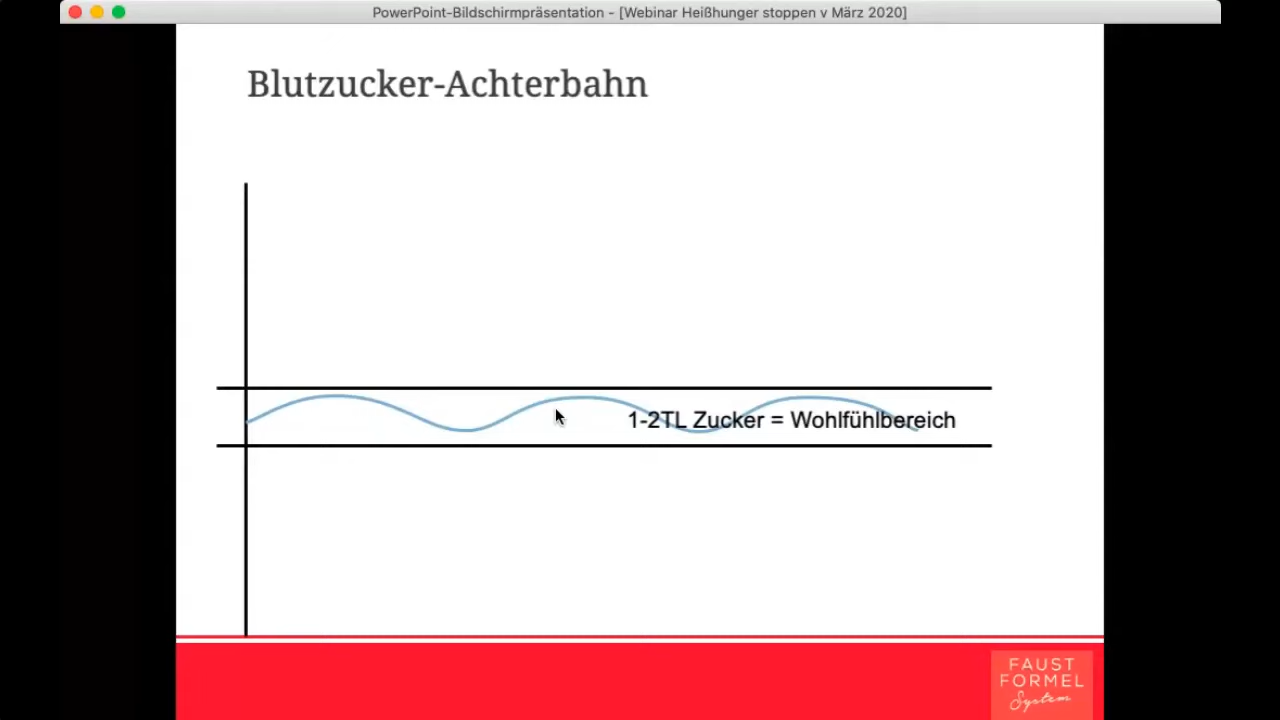 PowerPoint-Bildschirmpräsentation - [Webinar Heißhunger stoppen v März 2020]
Blutzucker-Achterbahn
1-2TL Zucker = Wohlfühlbereich
FAUST
FORMEL
System